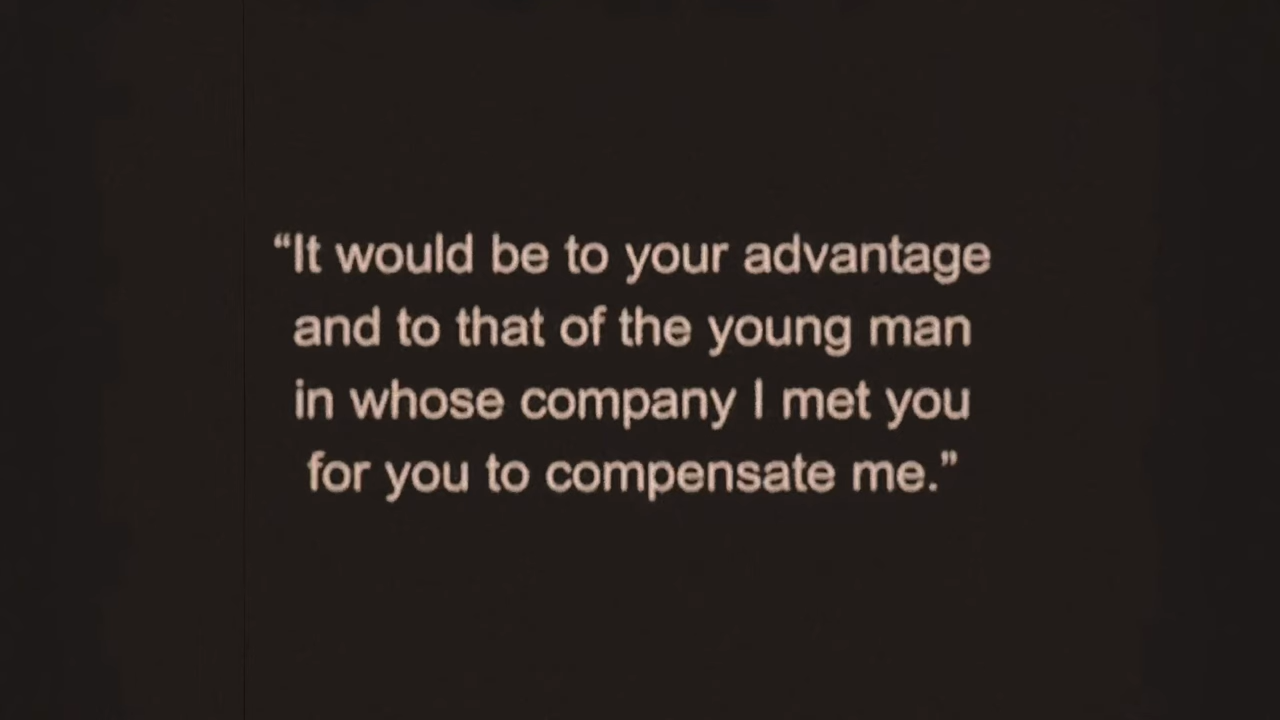 “It would be to your advantage
and to that of the young man
in whose company I met you
for you to compensate me.”